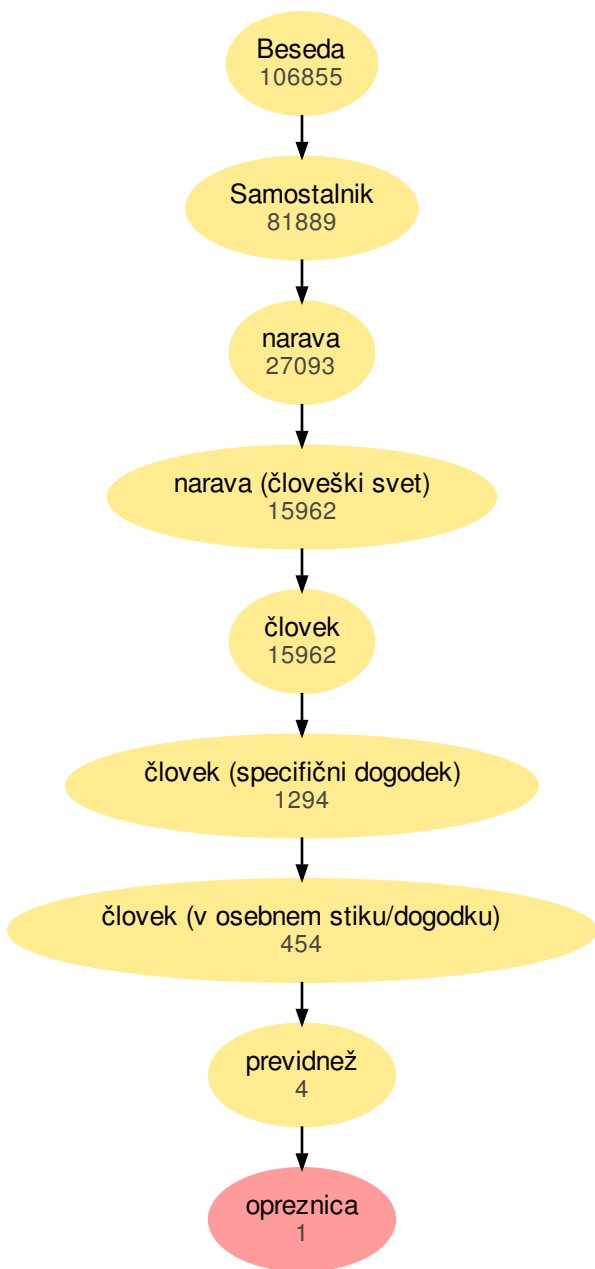 Beseda
106855
Samostalnik
81889
narava
27093
narava (človeški svet)
15962
človek
15962
človek (specifični dogodek)
1294
človek (v osebnem stiku/dogodku)
454
previdnež
4
opreznica
1